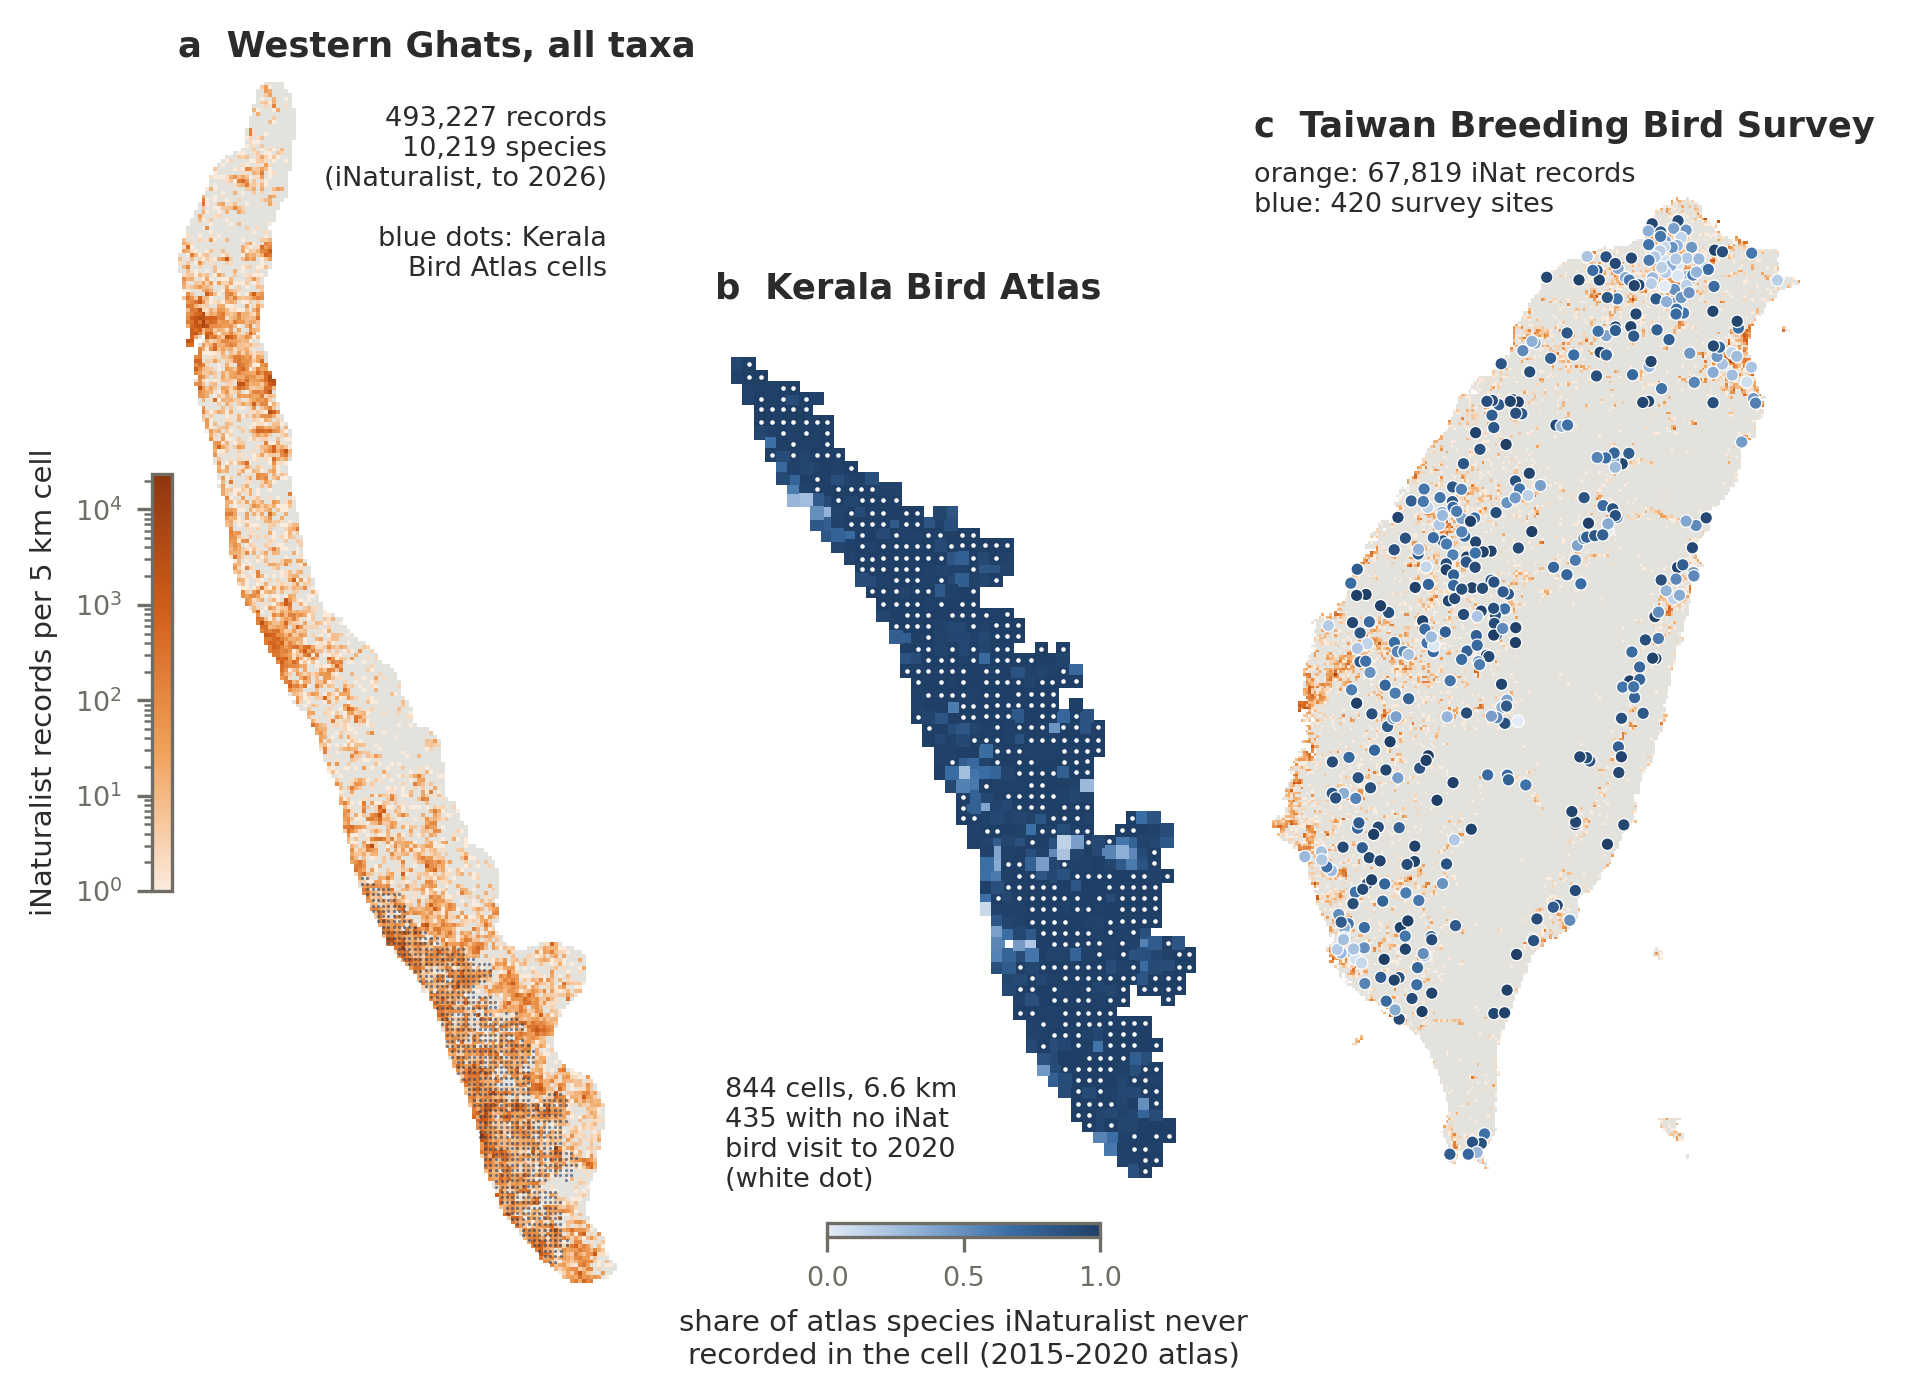 a  Western Ghats, all taxa
493,227 records
10,219 species
(iNaturalist, to 2026)
blue dots: Kerala
Bird Atlas cells
iNaturalist records per 5 km cell
10⁴
10³
10²
10¹
10⁰
b  Kerala Bird Atlas
844 cells, 6.6 km
435 with no iNat
bird visit to 2020
(white dot)
0.0 0.5 1.0
share of atlas species iNaturalist never
recorded in the cell (2015-2020 atlas)
c  Taiwan Breeding Bird Survey
orange: 67,819 iNat records
blue: 420 survey sites